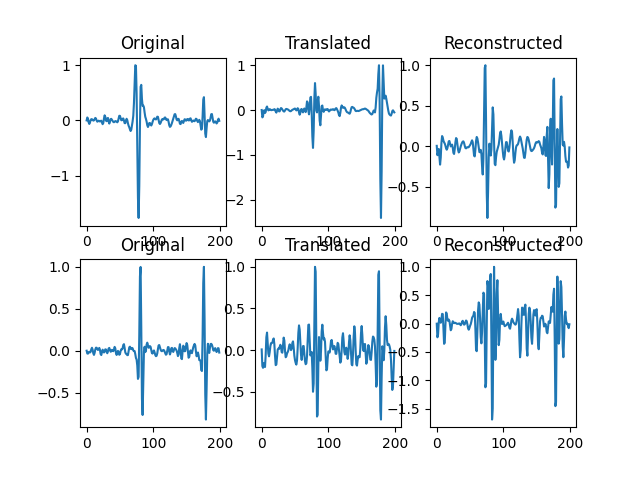 Original Translated Reconstructed
1 1 1.0
0 0 0.5
−1 −1 0.0
−2 −0.5
0 100 200 0 100 200 0 100 200
Original Translated Reconstructed
1.0 1.0 1.0
0.5 0.5 0.5
0.0 0.0 0.0
−0.5 −0.5 −0.5
−1.0
−1.5
0 100 200 0 100 200 0 100 200